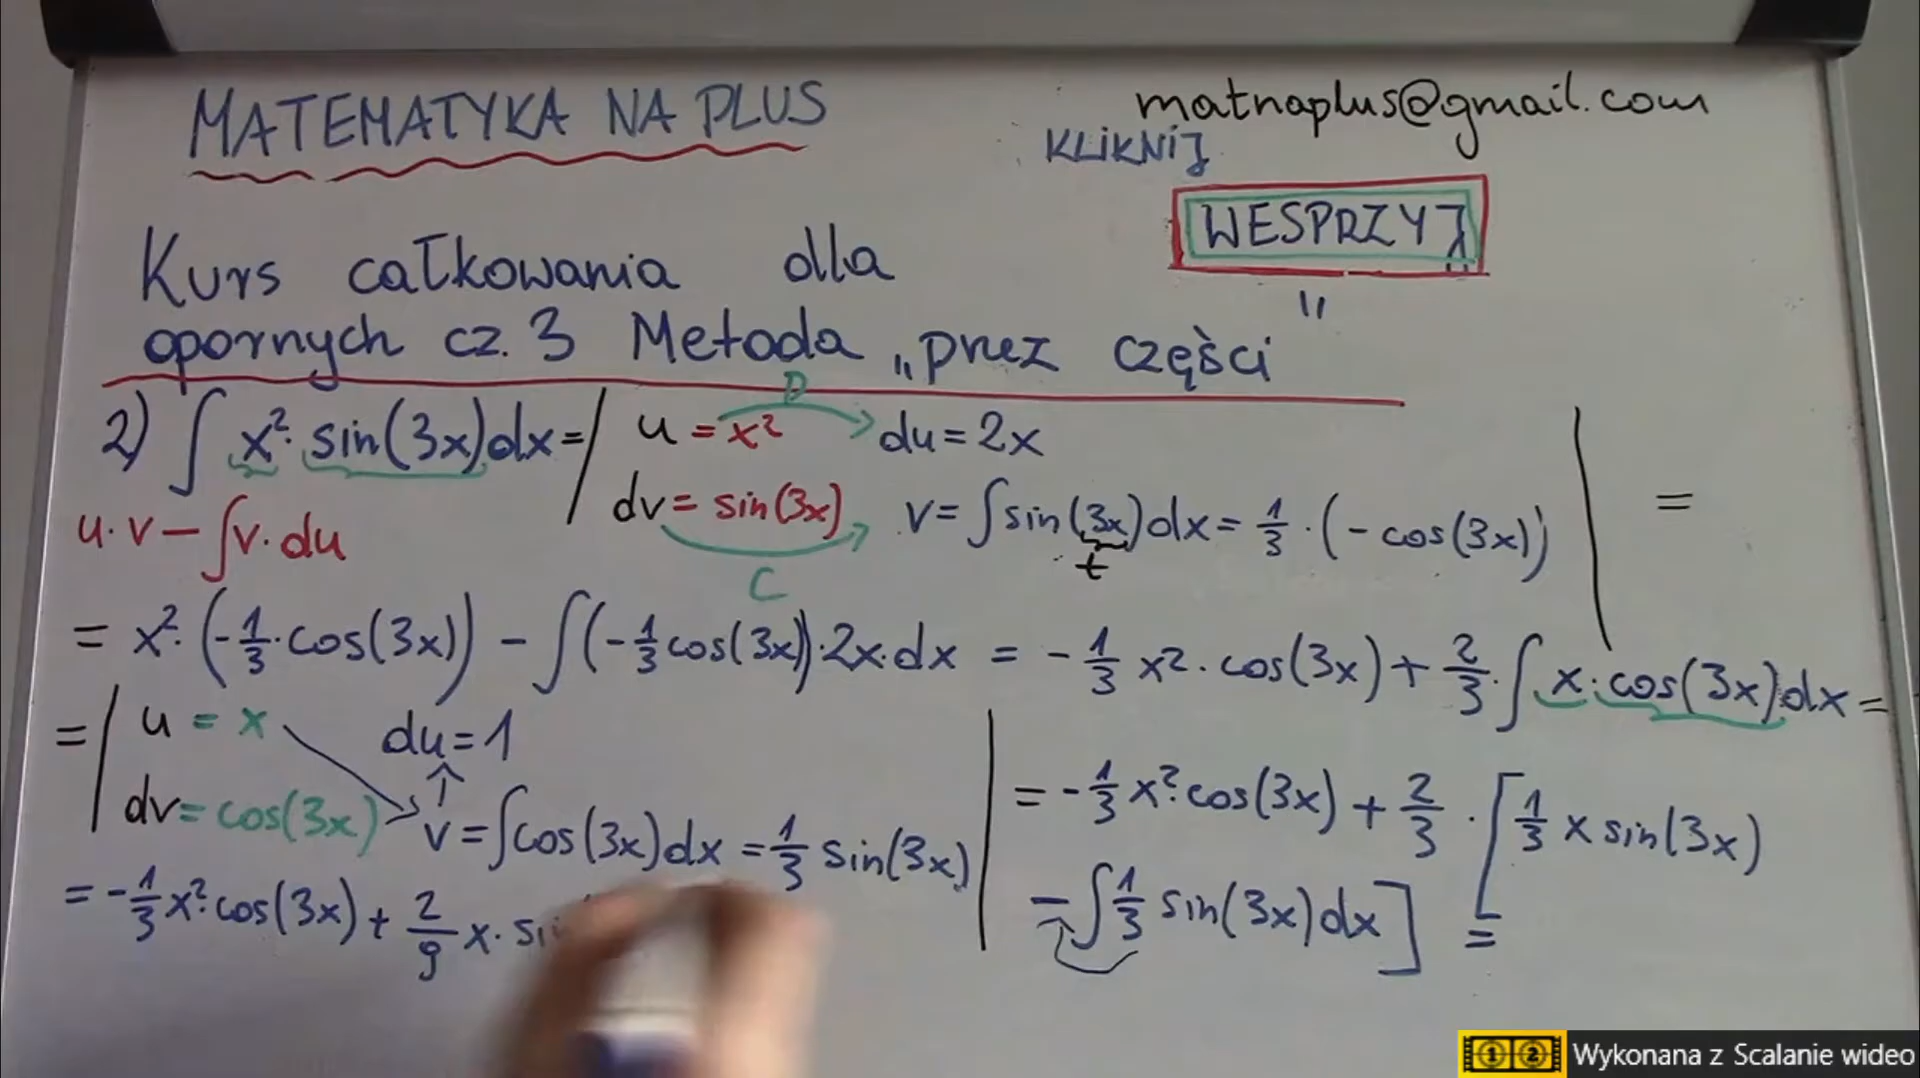 MATEMATYKA NA PLUS
matnaplus@gmail.com
KLIKNIJ
WESPRZYJ
Kurs całkowania dla
opornych cz. 3 Metoda „przez części"
D
2) ∫ x²· sin(3x)dx = / u = x² du = 2x
dv = sin(3x) v = ∫sin(3x)dx = 1/3 · (-cos(3x)) | =
t
C
u·v - ∫v·du
= x²·(-1/3·cos(3x)) - ∫(-1/3cos(3x))·2x·dx = -1/3 x²·cos(3x) + 2/3·∫ x·cos(3x)dx =
= | u = x du = 1
dv = cos(3x) v = ∫cos(3x)dx = 1/3 sin(3x) |
= -1/3 x²·cos(3x) + 2/3 · [1/3 x sin(3x)
- ∫1/3 sin(3x)dx] =
= -1/3 x²·cos(3x) + 2/9 x·
Wykonana z Scalanie wideo